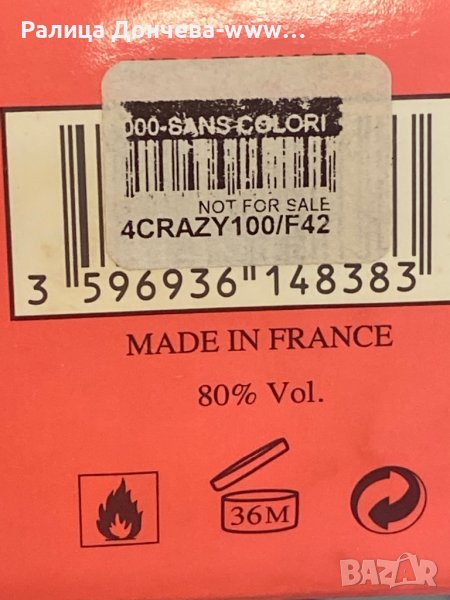 Ралица Дончева-www...
000-SANS COLORI
NOT FOR SALE
4CRAZY100/F42
3 596936 148383
MADE IN FRANCE
80% Vol.
36M
BAZAR